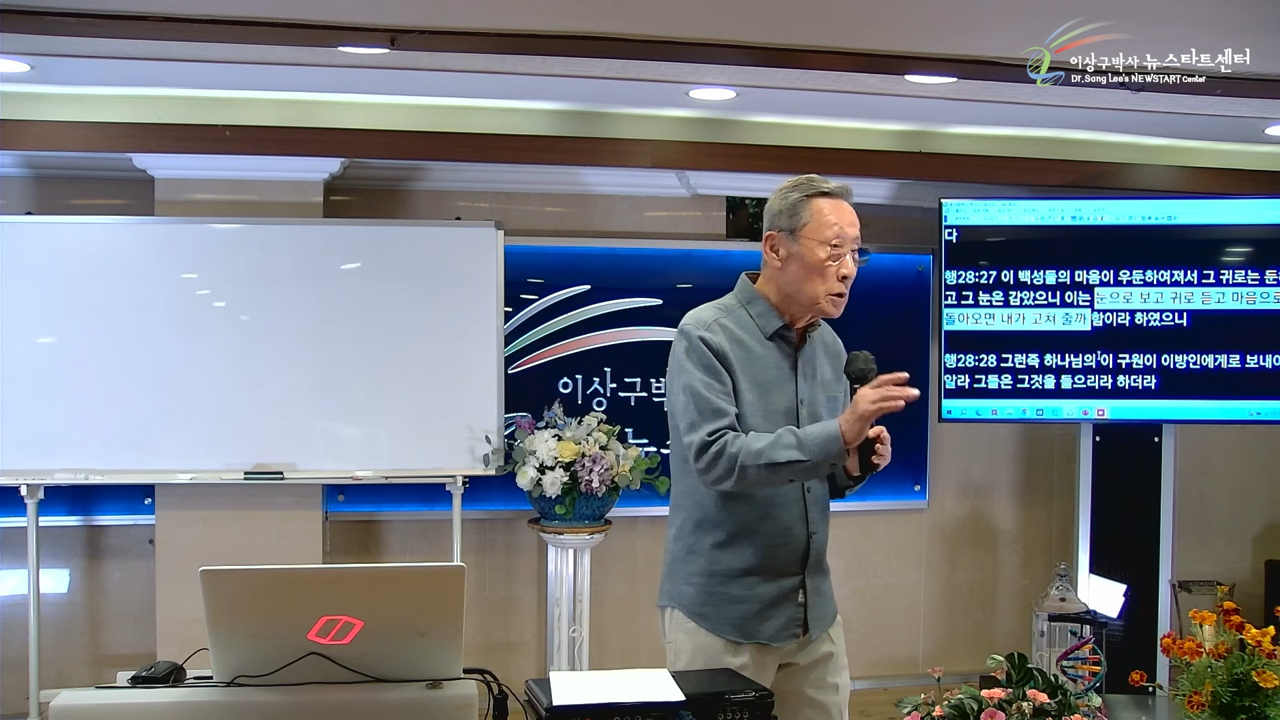 이상구박사 뉴스타트센터
Dr. Sang Lee's NEWSTART Center
다
행28:27 이 백성들의 마음이 우둔하여져서 그 귀로는 둔
고 그 눈은 감았으니 이는 눈으로 보고 귀로 듣고 마음으로
돌아오면 내가 고쳐 줄까 함이라 하였으니
행28:28 그런즉 하나님의 이 구원이 이방인에게로 보내어
알라 그들은 그것을 들으리라 하더라
이상구